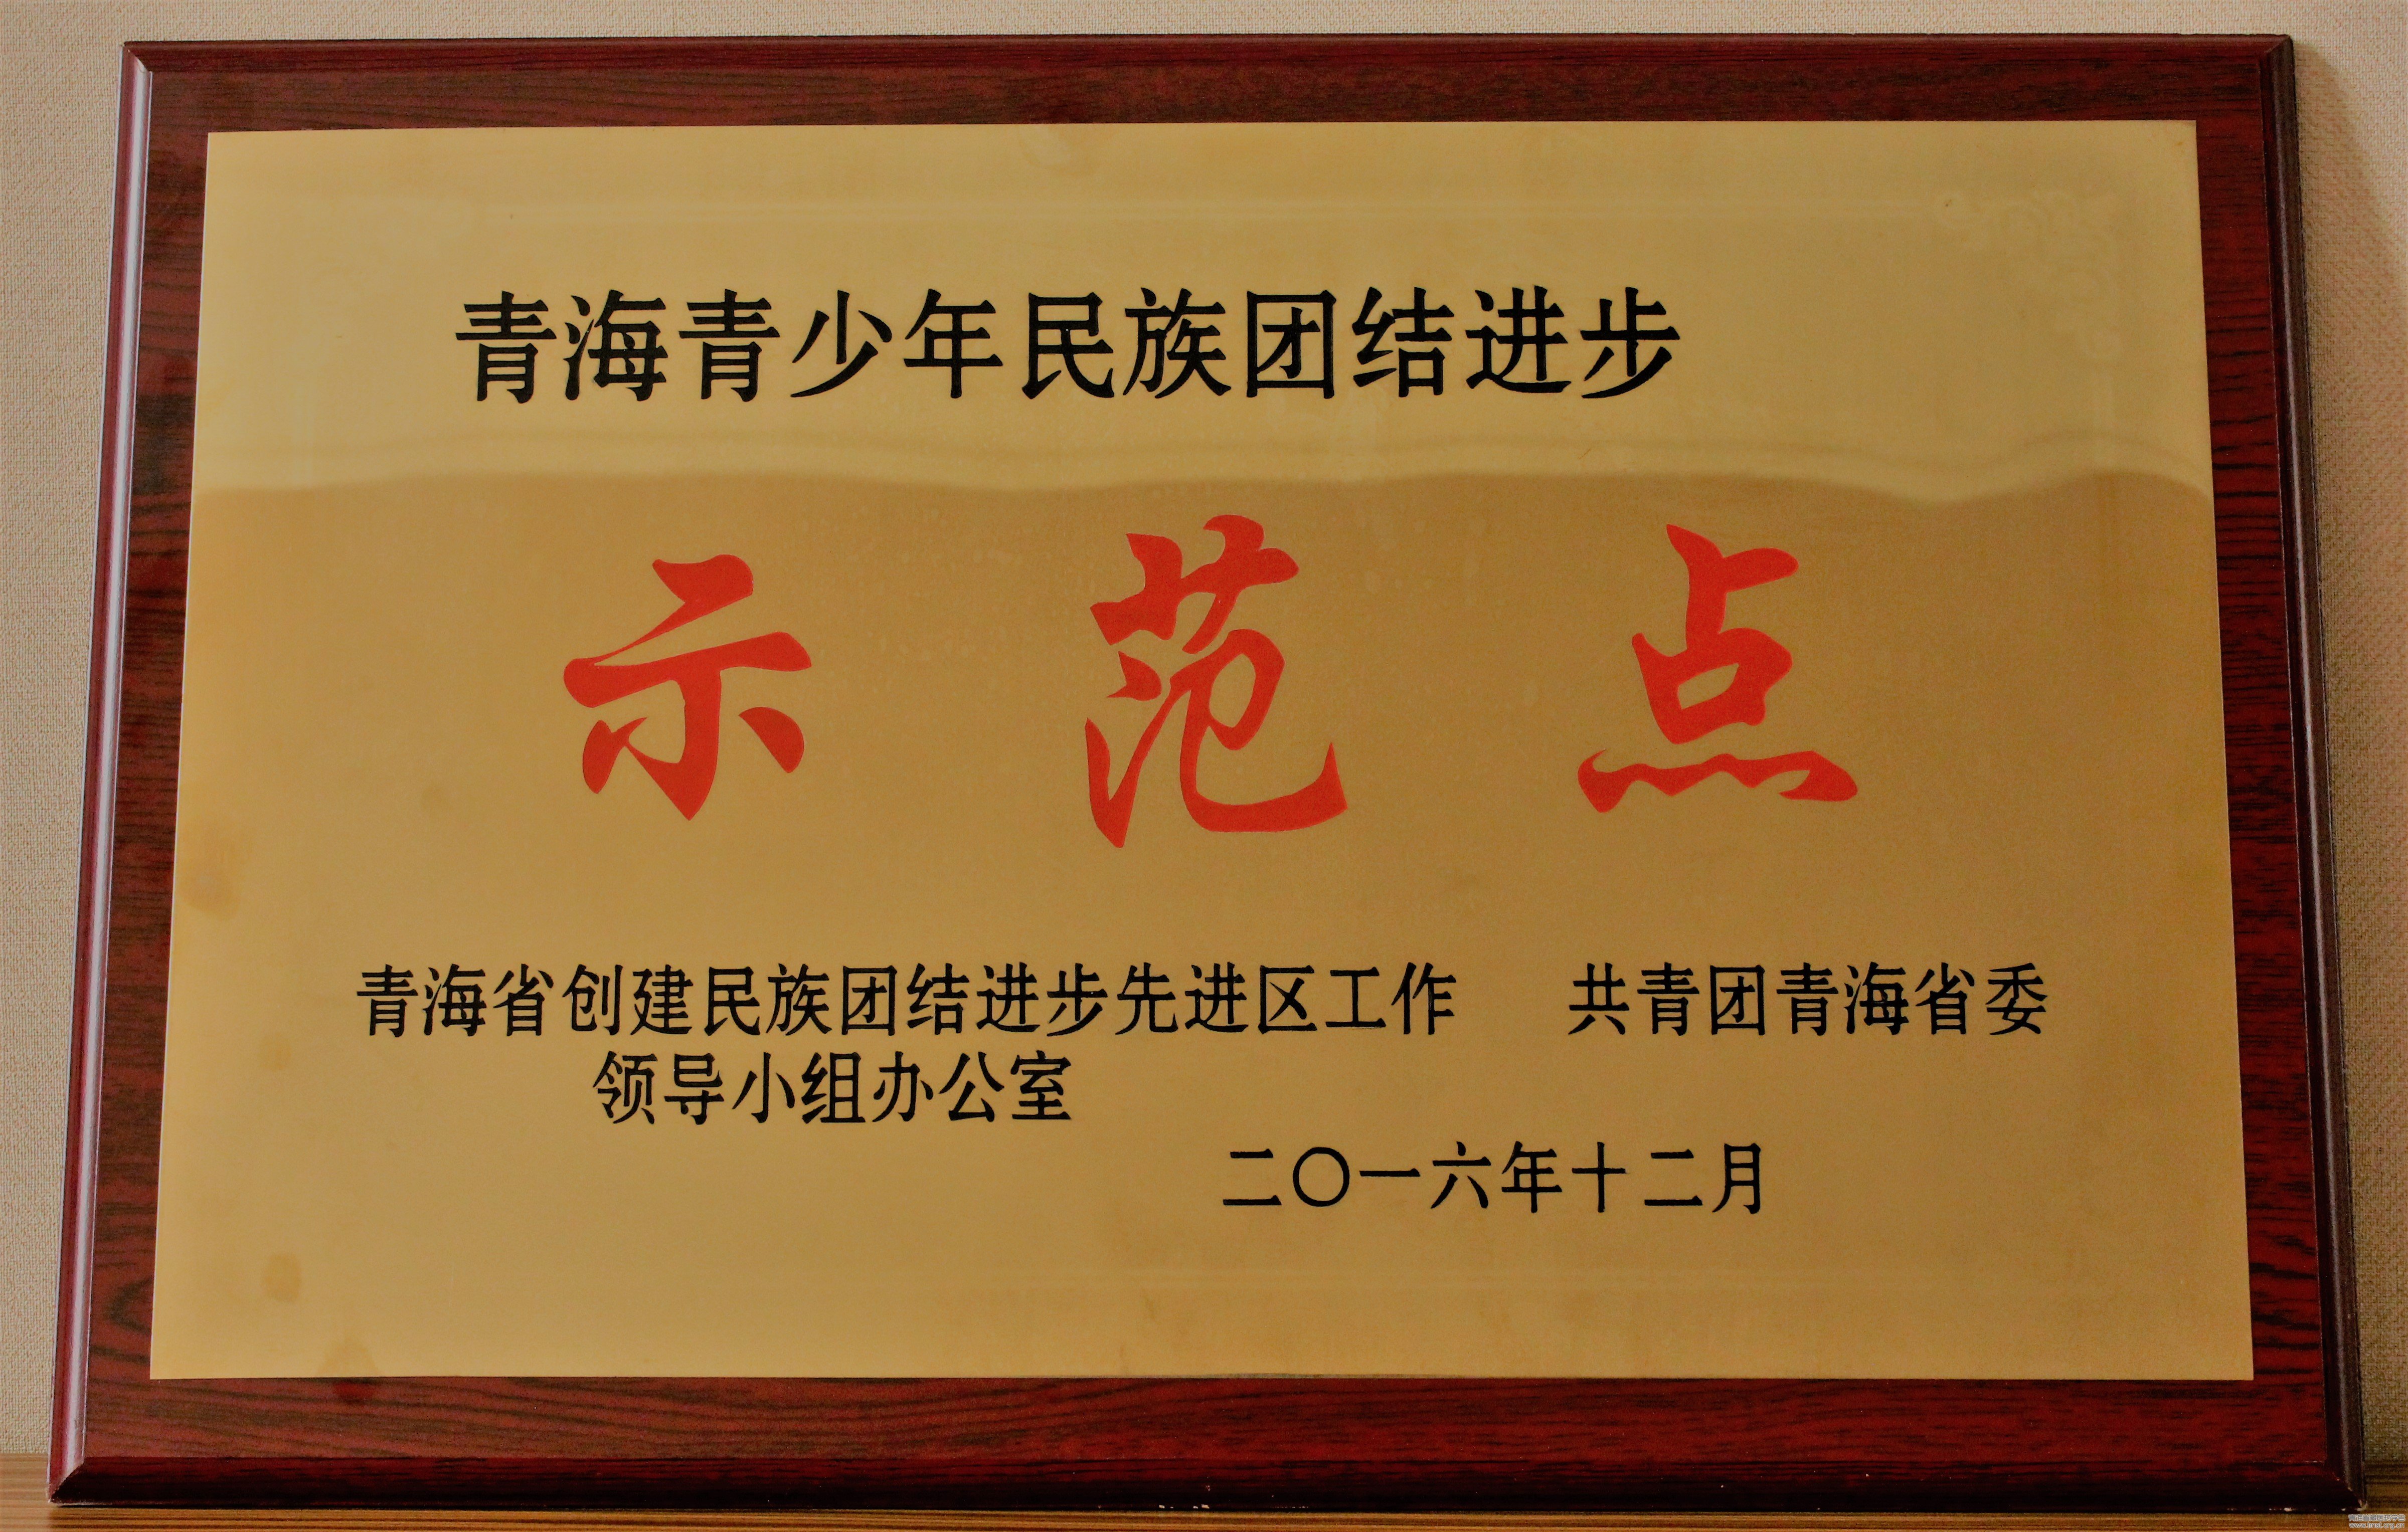 青海青少年民族团结进步
示范点
青海省创建民族团结进步先进区工作 共青团青海省委
领导小组办公室
二〇一六年十二月